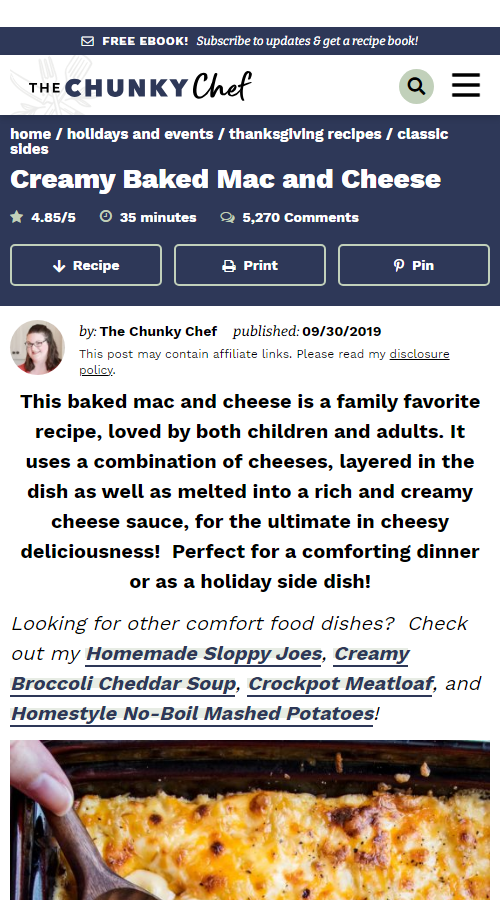 FREE EBOOK! Subscribe to updates & get a recipe book!
THE CHUNKY Chef
home / holidays and events / thanksgiving recipes / classic
sides
Creamy Baked Mac and Cheese
4.85/5 35 minutes 5,270 Comments
Recipe Print Pin
by: The Chunky Chef published: 09/30/2019
This post may contain affiliate links. Please read my disclosure
policy.
This baked mac and cheese is a family favorite
recipe, loved by both children and adults. It
uses a combination of cheeses, layered in the
dish as well as melted into a rich and creamy
cheese sauce, for the ultimate in cheesy
deliciousness!  Perfect for a comforting dinner
or as a holiday side dish!
Looking for other comfort food dishes?  Check
out my Homemade Sloppy Joes, Creamy
Broccoli Cheddar Soup, Crockpot Meatloaf, and
Homestyle No-Boil Mashed Potatoes!